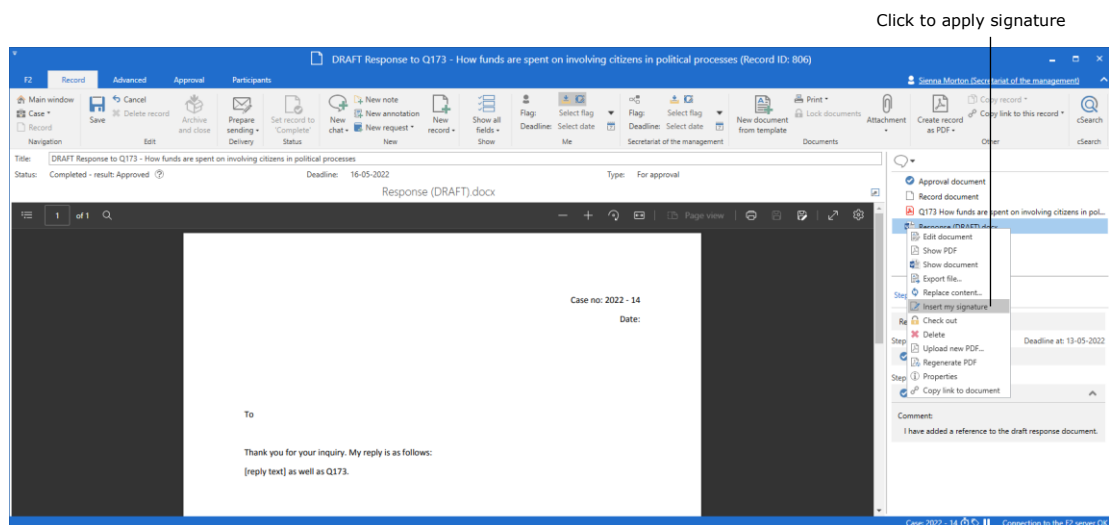 Click to apply signature
DRAFT Response to Q173 - How funds are spent on involving citizens in political processes (Record ID: 806)
F2 Record Advanced Approval Participants Sienna Morton (Secretariat of the management)
Main window
Case
Record
Navigation
Save
Cancel
Delete record
Edit
Archive and close
Prepare sending
Delivery
Set record to 'Complete'
Status
New chat
New note
New annotation
New request
New record
New
Show all fields
Show
Flag: Select flag
Deadline: Select date
Me
Flag: Select flag
Deadline: Select date
Secretariat of the management
New document from template
Print
Lock documents
Documents
Attachment
Create record as PDF
Copy record
Copy link to this record
Other
cSearch
cSearch
Title: DRAFT Response to Q173 - How funds are spent on involving citizens in political processes
Status: Completed - result: Approved Deadline: 16-05-2022 Type: For approval
Response (DRAFT).docx
1 of 1 Page view
Case no: 2022 - 14
Date:
To
Thank you for your inquiry. My reply is as follows:
[reply text] as well as Q173.
Approval document
Record document
Q173 How funds are spent on involving citizens in pol...
Response (DRAFT).docx
Edit document
Show PDF
Show document
Export file...
Replace content...
Insert my signature
Check out
Delete
Upload new PDF...
Regenerate PDF
Properties
Copy link to document
Step
Re
Step Deadline at: 13-05-2022
Step
Comment:
I have added a reference to the draft response document.
Case: 2022 - 14 Connection to the F2 server OK